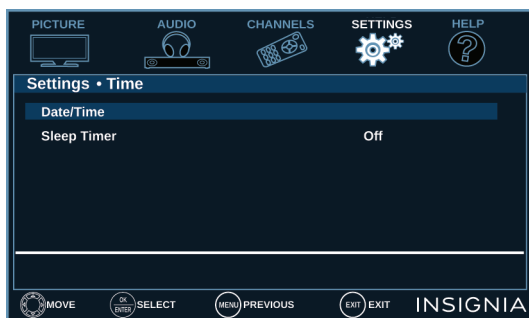 PICTURE AUDIO CHANNELS SETTINGS HELP
Settings • Time
Date/Time
Sleep Timer Off
MOVE OK ENTER SELECT MENU PREVIOUS EXIT EXIT INSIGNIA